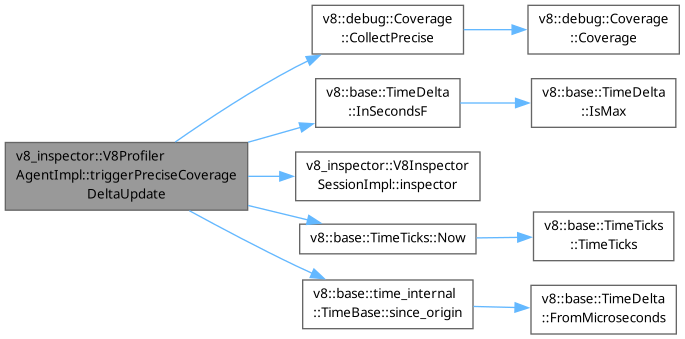 v8_inspector::V8Profiler
AgentImpl::triggerPreciseCoverage
DeltaUpdate
v8::debug::Coverage
::CollectPrecise
v8::debug::Coverage
::Coverage
v8::base::TimeDelta
::InSecondsF
v8::base::TimeDelta
::IsMax
v8_inspector::V8Inspector
SessionImpl::inspector
v8::base::TimeTicks::Now
v8::base::TimeTicks
::TimeTicks
v8::base::time_internal
::TimeBase::since_origin
v8::base::TimeDelta
::FromMicroseconds